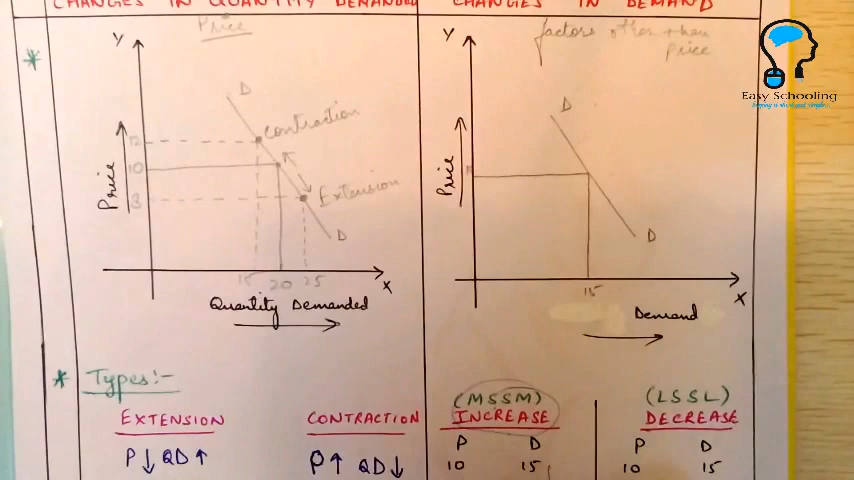 CHANGES IN QUANTITY DEMANDED
CHANGES IN DEMAND
Price
factors other than
price
Y
D
contraction
12
10
8
Price
Extension
D
15
20
25
X
Quantity Demanded
Y
D
Price
D
15
X
Demand
Easy Schooling
Types:-
EXTENSION
P↓ QD↑
CONTRACTION
P↑ QD↓
(MSSM)
INCREASE
P D
10 15
(LSSL)
DECREASE
P D
10 15